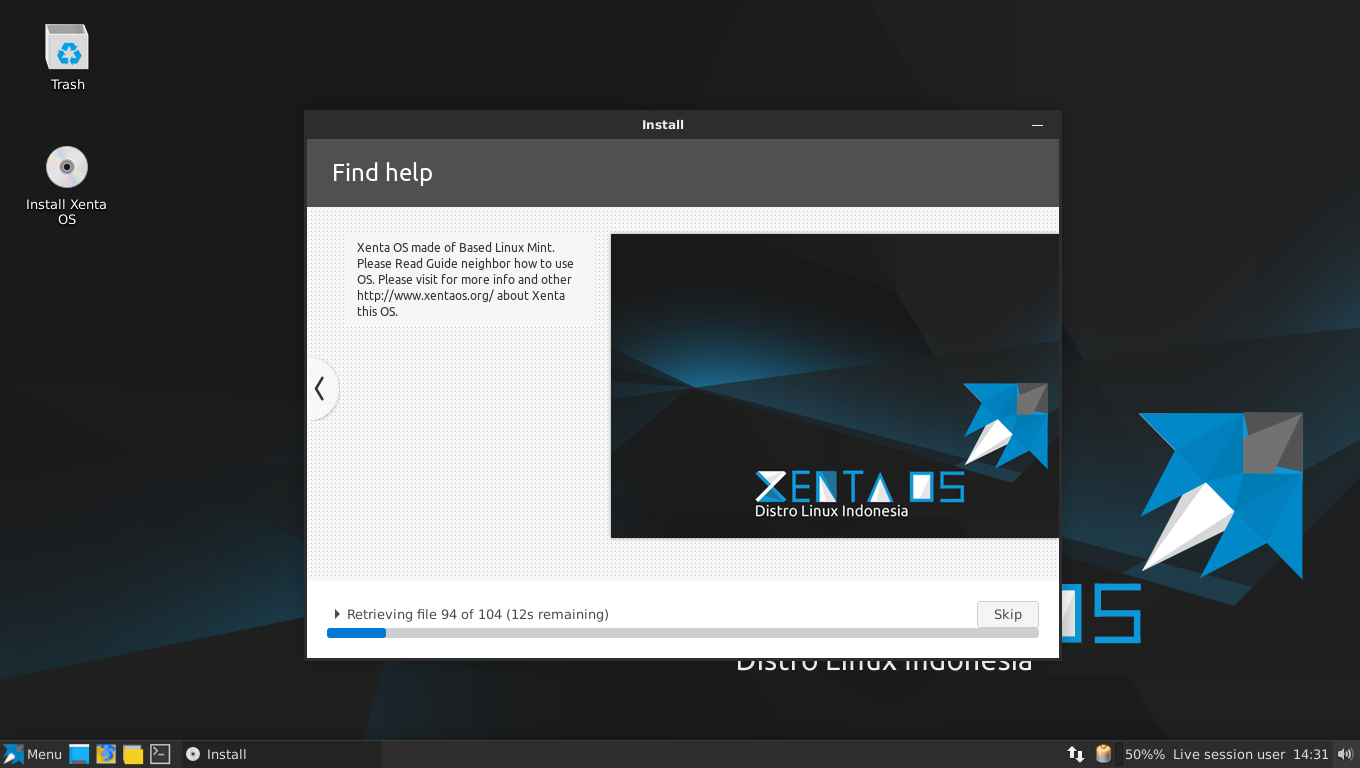 Trash
Install Xenta
OS
Install
Find help
Xenta OS made of Based Linux Mint.
Please Read Guide neighbor how to use
OS. Please visit for more info and other
http://www.xentaos.org/ about Xenta
this OS.
XENTA OS
Distro Linux Indonesia
Retrieving file 94 of 104 (12s remaining)
Skip
OS
Distro Linux Indonesia
Menu
Install
50%%
Live session user
14:31